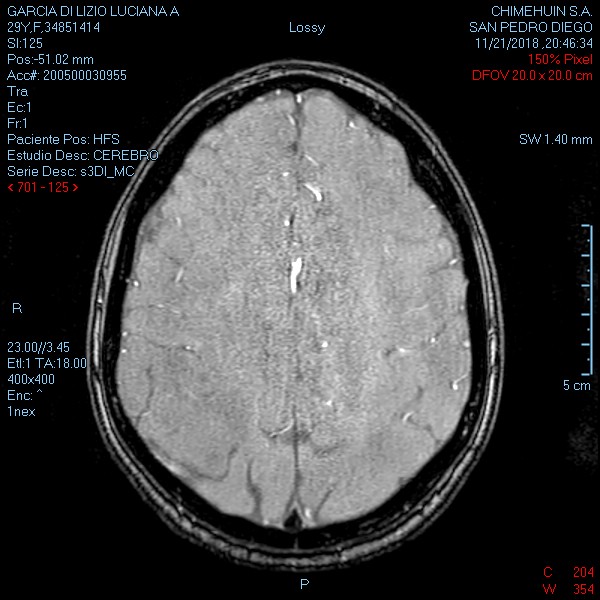 GARCIA DI LIZIO LUCIANA A
29Y,F,34851414
Sl:125
Pos:-51.02 mm
Acc#: 200500030955
Tra
Ec:1
Fr:1
Paciente Pos: HFS
Estudio Desc: CEREBRO
Serie Desc: s3DI_MC
< 701 - 125 >
Lossy
CHIMEHUIN S.A.
SAN PEDRO DIEGO
11/21/2018 ,20:46:34
150% Pixel
DFOV 20.0 x 20.0 cm
SW 1.40 mm
R
23.00//3.45
Etl:1 TA:18.00
400x400
Enc: ^
1nex
5 cm
P
C 204
W 354